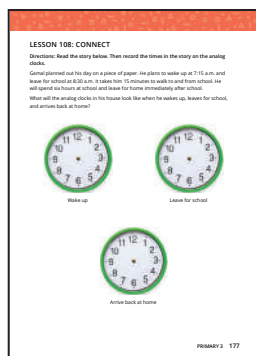 LESSON 108: CONNECT
Directions: Read the story below. Then record the times in the story on the analog
clocks.
Gamal planned out his day on a piece of paper. He plans to wake up at 7:15 a.m. and
leave for school at 8:30 a.m. It takes him 15 minutes to walk to and from school. He
will spend six hours at school and leave for home immediately after school.
What will the analog clocks in his house look like when he wakes up, leaves for school,
and arrives back at home?
12 1 2 3 4 5 6 7 8 9 10 11
12 1 2 3 4 5 6 7 8 9 10 11
Wake up
Leave for school
12 1 2 3 4 5 6 7 8 9 10 11
Arrive back at home
PRIMARY 3 177